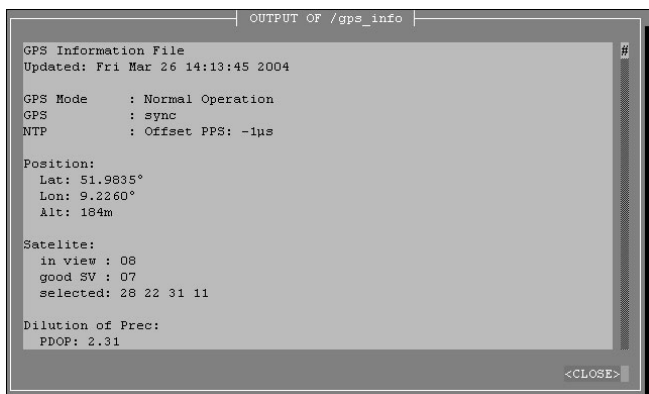 OUTPUT OF /gps_info
GPS Information File #
Updated: Fri Mar 26 14:13:45 2004
GPS Mode : Normal Operation
GPS : sync
NTP : Offset PPS: -1µs
Position:
Lat: 51.9835°
Lon: 9.2260°
Alt: 184m
Satelite:
in view : 08
good SV : 07
selected: 28 22 31 11
Dilution of Prec:
PDOP: 2.31
<CLOSE>